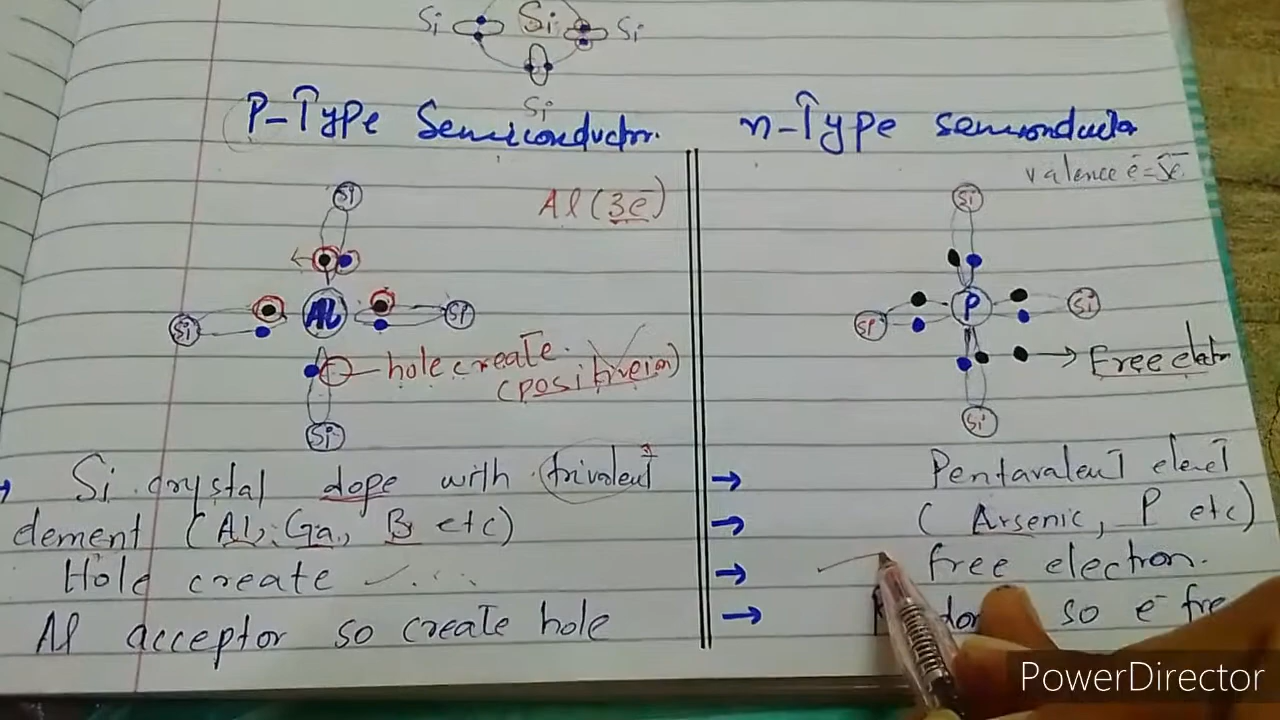 Si Si Si
Si
P-Type Semiconductor.
Si
Al (3e-)
Al
Si
Si
hole create.
(positive ion)
Si
Si crystal dope with trivalent
element (Al, Ga, B etc)
Hole create
Al acceptor so create hole
n-Type semiconductor
valence e- = 5e-
Si
P
Si
Si
Free
Si
Pentavalent
(Arsenic, P etc)
free electron.
so e- fre
PowerDirector